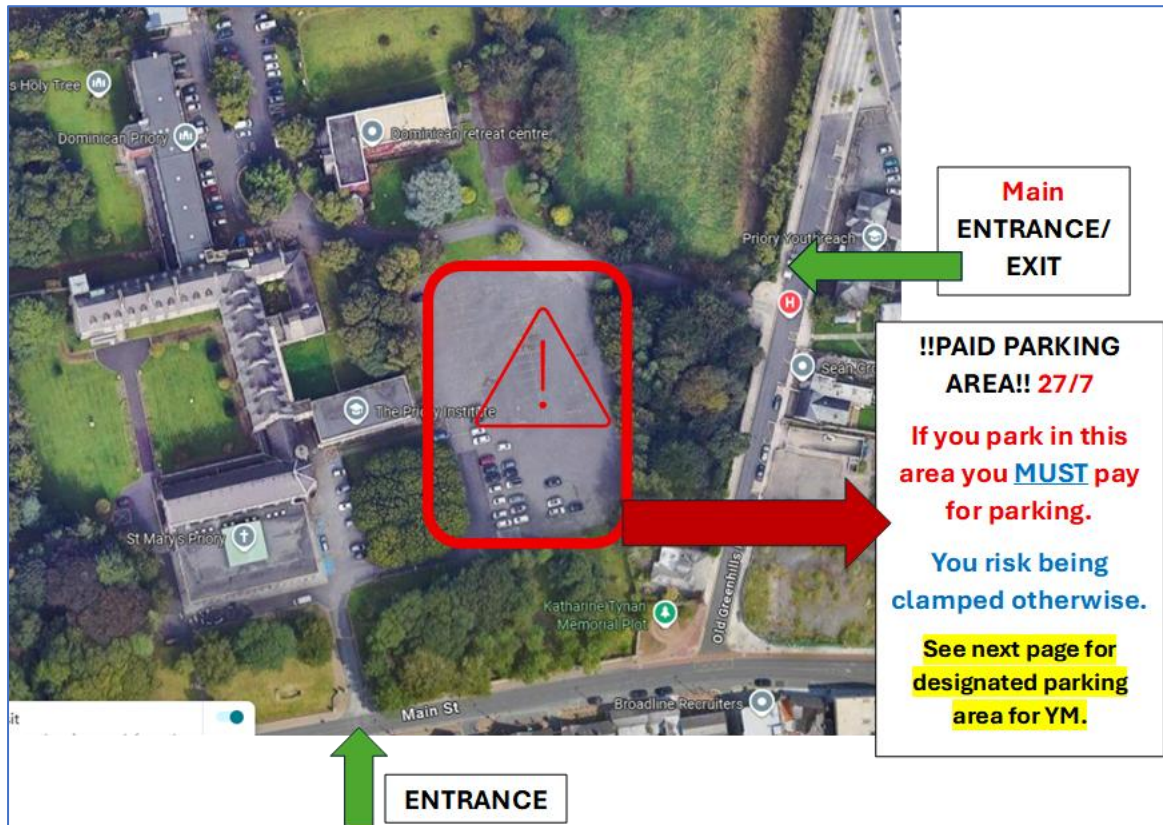 s Holy Tree
Dominican Priory
Dominican retreat centre
Priory Youthreach
Main
ENTRANCE/
EXIT
H
Sean Cro
!!PAID PARKING
AREA!! 27/7
If you park in this
area you MUST pay
for parking.
You risk being
clamped otherwise.
See next page for
designated parking
area for YM.
!
The Priory Institute
St Mary's Priory
Katharine Tynan
Memorial Plot
Old Greenhills
Main St
Broadline Recruiters
sit
ENTRANCE